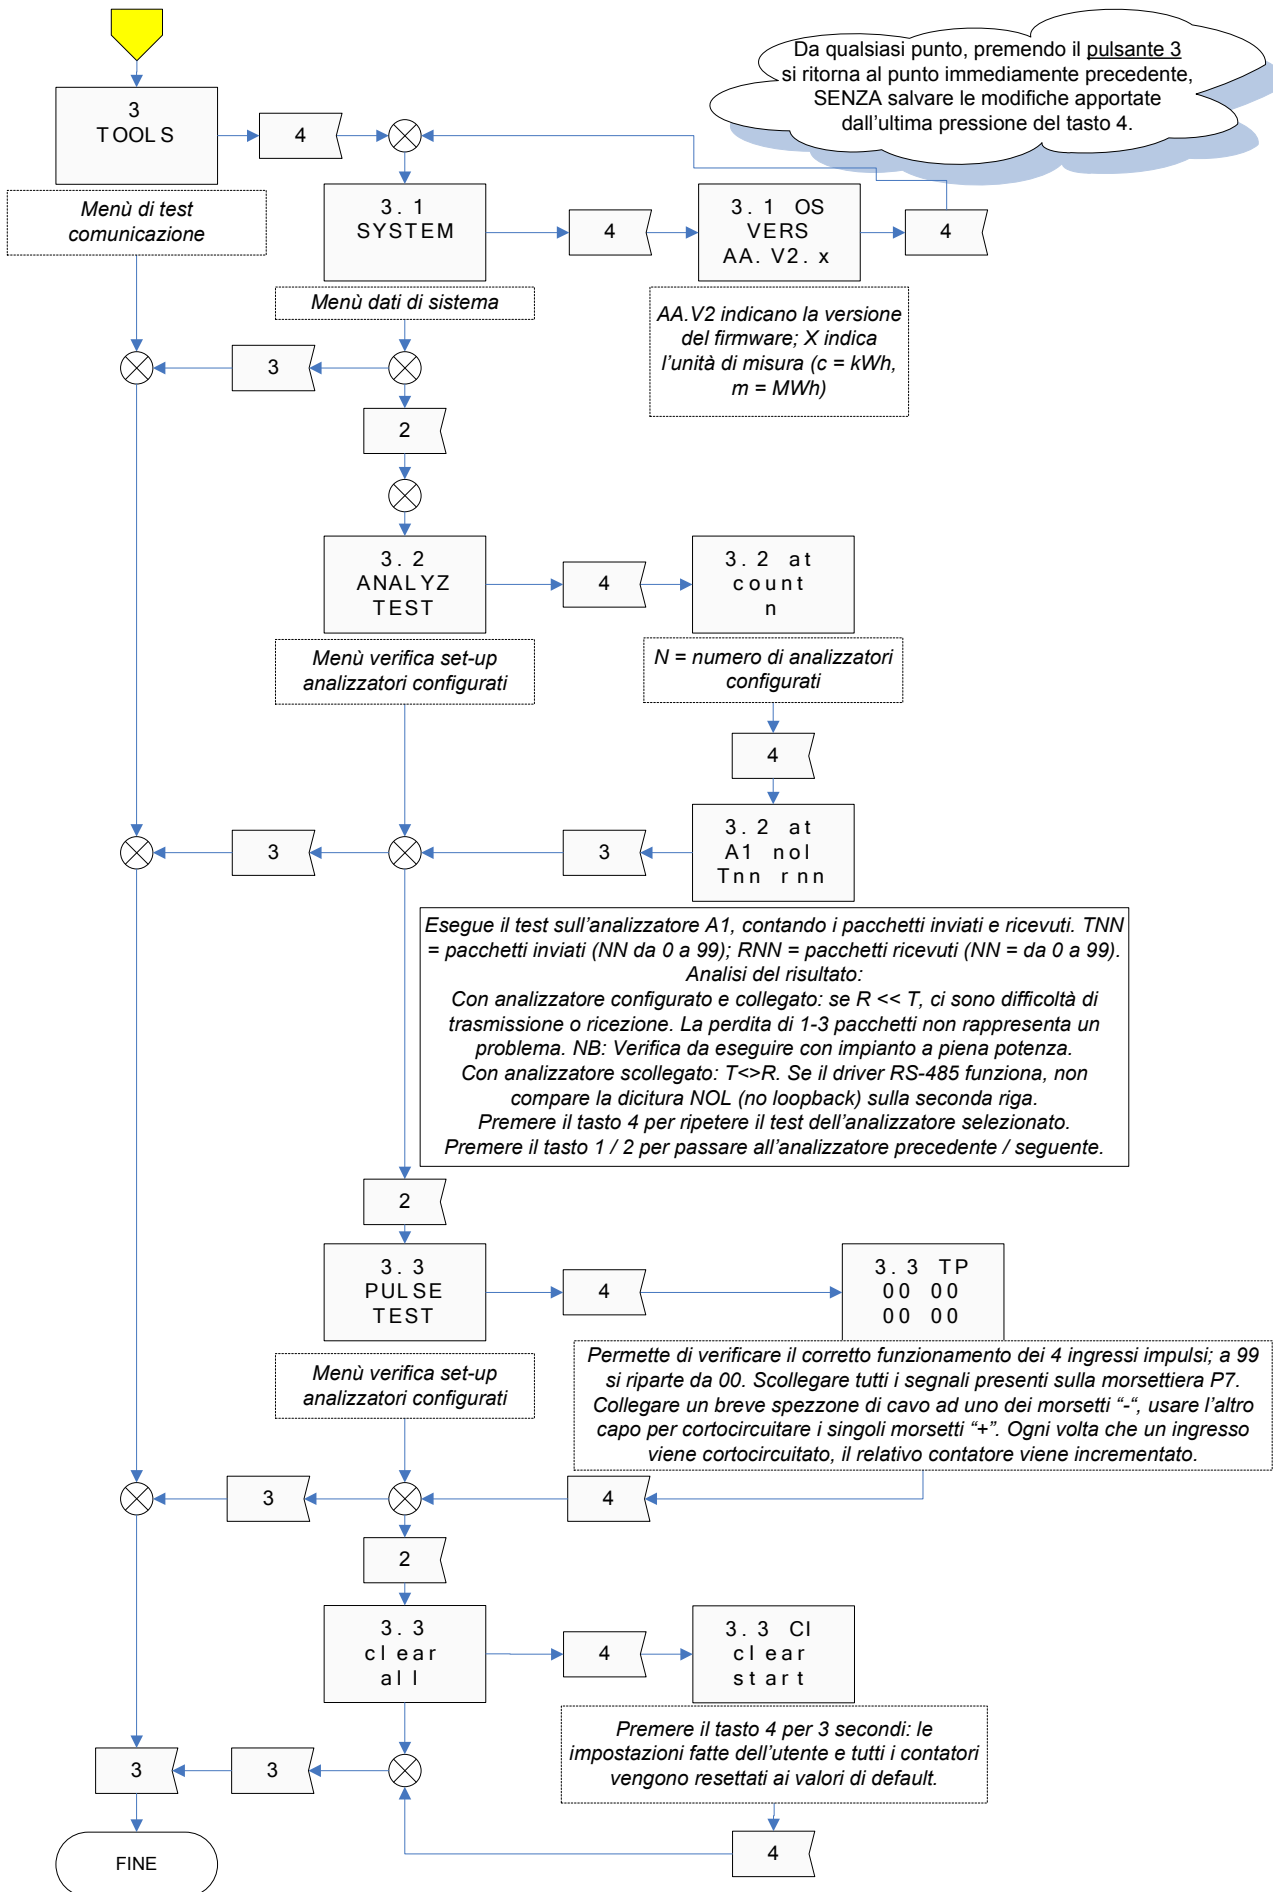 Da qualsiasi punto, premendo il pulsante 3
si ritorna al punto immediamente precedente,
SENZA salvare le modifiche apportate
dall'ultima pressione del tasto 4.
3
TOOLS
4
Menù di test
comunicazione
3.1
SYSTEM
4
3.1 OS
VERS
AA.V2.x
4
Menù dati di sistema
AA.V2 indicano la versione
del firmware; X indica
l'unità di misura (c = kWh,
m = MWh)
3
2
3.2
ANALYZ
TEST
4
3.2 at
count
n
Menù verifica set-up
analizzatori configurati
N = numero di analizzatori
configurati
4
3
3
3.2 at
A1 nol
Tnn rnn
Esegue il test sull'analizzatore A1, contando i pacchetti inviati e ricevuti. TNN
= pacchetti inviati (NN da 0 a 99); RNN = pacchetti ricevuti (NN = da 0 a 99).
Analisi del risultato:
Con analizzatore configurato e collegato: se R << T, ci sono difficoltà di
trasmissione o ricezione. La perdita di 1-3 pacchetti non rappresenta un
problema. NB: Verifica da eseguire con impianto a piena potenza.
Con analizzatore scollegato: T<>R. Se il driver RS-485 funziona, non
compare la dicitura NOL (no loopback) sulla seconda riga.
Premere il tasto 4 per ripetere il test dell'analizzatore selezionato.
Premere il tasto 1 / 2 per passare all'analizzatore precedente / seguente.
2
3.3
PULSE
TEST
4
3.3 TP
00 00
00 00
Menù verifica set-up
analizzatori configurati
Permette di verificare il corretto funzionamento dei 4 ingressi impulsi; a 99
si riparte da 00. Scollegare tutti i segnali presenti sulla morsettiera P7.
Collegare un breve spezzone di cavo ad uno dei morsetti “-“, usare l'altro
capo per cortocircuitare i singoli morsetti “+”. Ogni volta che un ingresso
viene cortocircuitato, il relativo contatore viene incrementato.
3
4
2
3.3
clear
all
4
3.3 Cl
clear
start
Premere il tasto 4 per 3 secondi: le
impostazioni fatte dell'utente e tutti i contatori
vengono resettati ai valori di default.
3
3
4
FINE